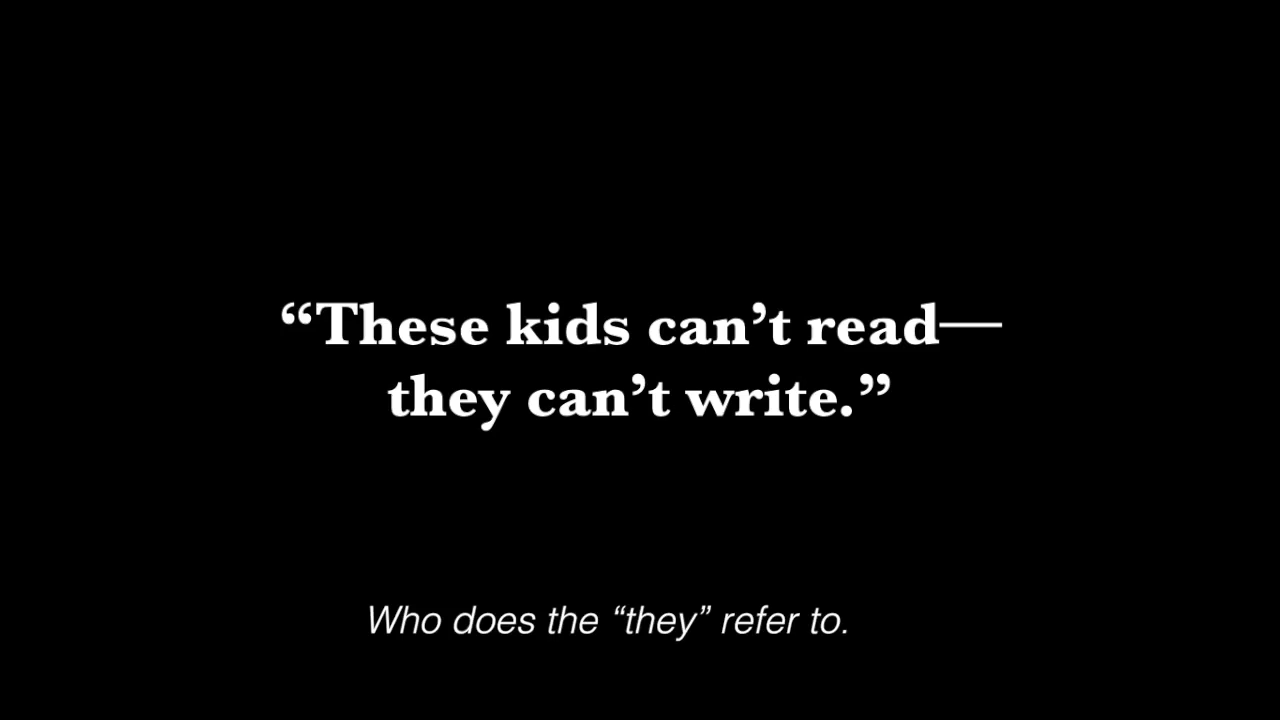 “These kids can’t read—
they can’t write.”
Who does the “they” refer to.